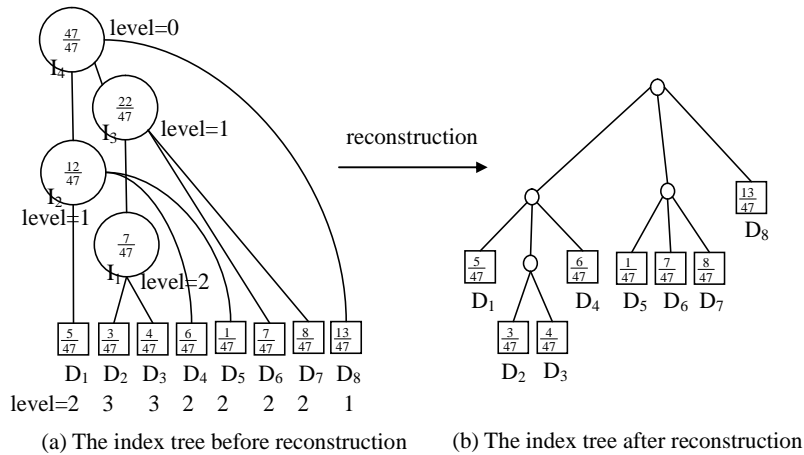 47/47
level=0
I4
22/47
I3
level=1
reconstruction
12/47
I2
level=1
13/47
D8
7/47
I1
level=2
5/47
6/47
1/47
7/47
8/47
D1
D4
D5
D6
D7
5/47 3/47 4/47 6/47 1/47 7/47 8/47 13/47
3/47 4/47
D1 D2 D3 D4 D5 D6 D7 D8
D2 D3
level=2 3 3 2 2 2 2 1
(a) The index tree before reconstruction
(b) The index tree after reconstruction